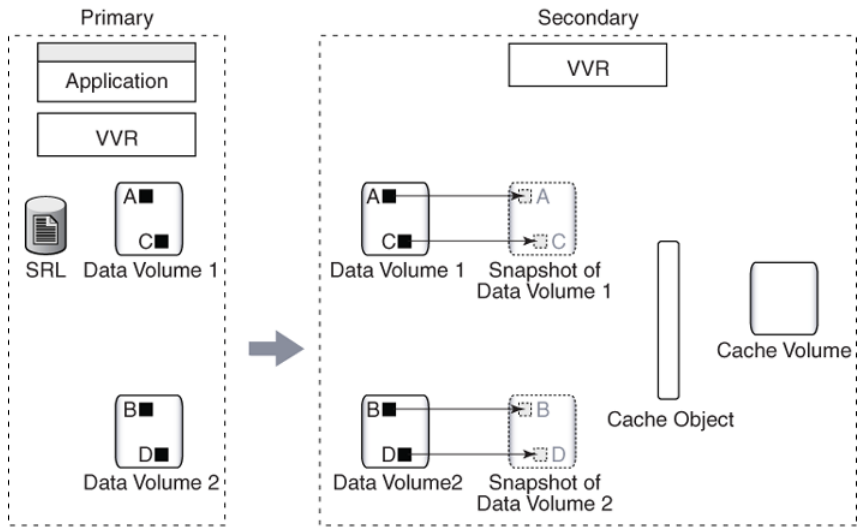 Primary
Secondary
Application
VVR
VVR
A
C
SRL
Data Volume 1
A
C
Data Volume 1
A
C
Snapshot of
Data Volume 1
Cache Volume
Cache Object
B
D
Data Volume 2
B
D
Data Volume2
B
D
Snapshot of
Data Volume 2